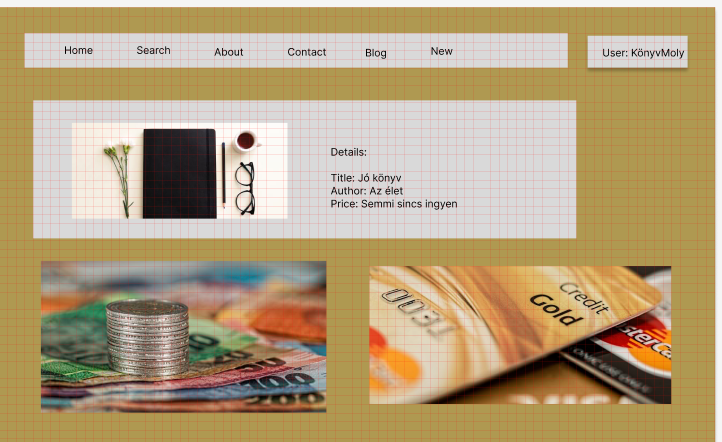 Home Search About Contact Blog New
User: KönyvMoly
Details:
Title: Jó könyv
Author: Az élet
Price: Semmi sincs ingyen
Credit
Gold